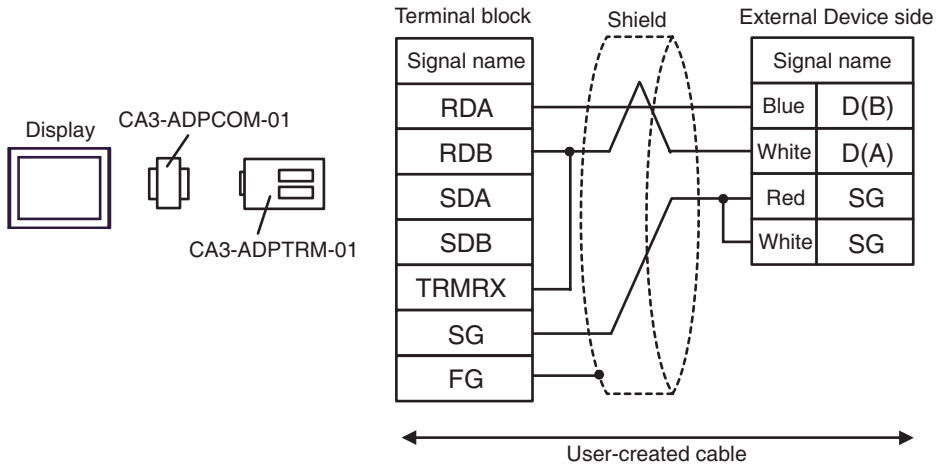 Terminal block
Shield
External Device side
Signal name
Signal name
RDA
Blue
D(B)
Display
CA3-ADPCOM-01
RDB
White
D(A)
SDA
Red
SG
CA3-ADPTRM-01
SDB
White
SG
TRMRX
SG
FG
User-created cable